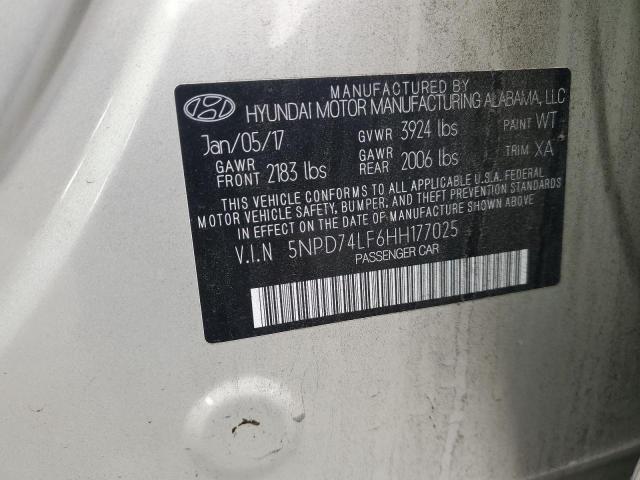 MANUFACTURED BY
HYUNDAI MOTOR MANUFACTURING ALABAMA, LLC
Jan/05/17 GVWR 3924 lbs PAINT WT
GAWR FRONT 2183 lbs GAWR REAR 2006 lbs TRIM XA
THIS VEHICLE CONFORMS TO ALL APPLICABLE U.S.A. FEDERAL
MOTOR VEHICLE SAFETY, BUMPER, AND THEFT PREVENTION STANDARDS
IN EFFECT ON THE DATE OF MANUFACTURE SHOWN ABOVE.
V.I.N 5NPD74LF6HH177025
PASSENGER CAR